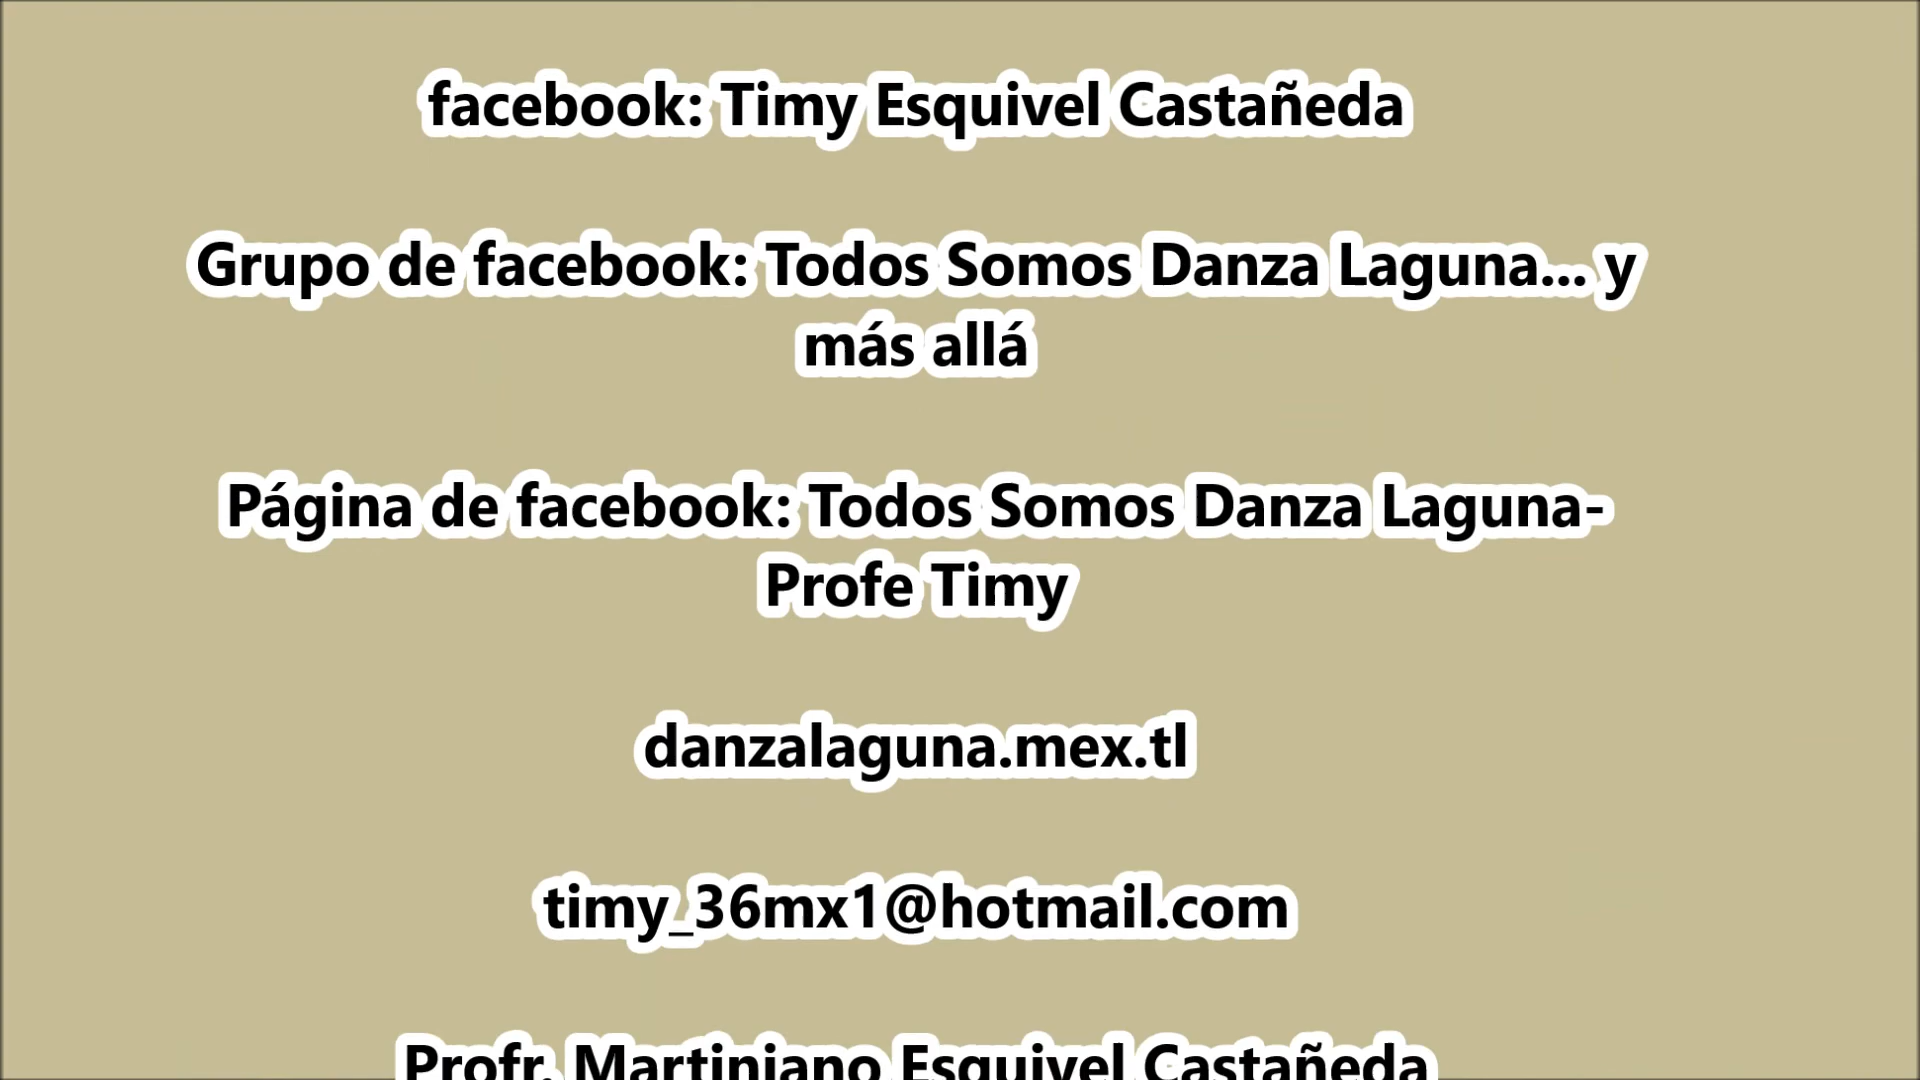 facebook: Timy Esquivel Castañeda
Grupo de facebook: Todos Somos Danza Laguna... y
más allá
Página de facebook: Todos Somos Danza Laguna-
Profe Timy
danzalaguna.mex.tl
timy_36mx1@hotmail.com
Profr. Martiniano Esquivel Castañeda